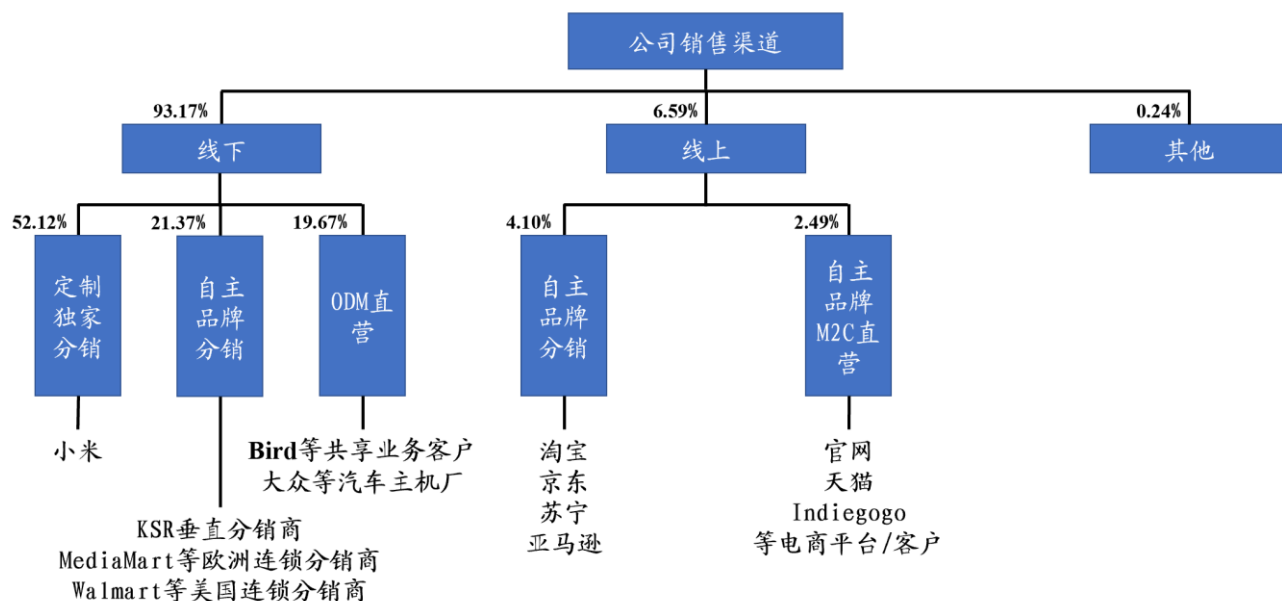 公司销售渠道
93.17%
6.59%
0.24%
线下
线上
其他
52.12%
21.37%
19.67%
4.10%
2.49%
定制
独家
分销
自主
品牌
分销
ODM直
营
自主
品牌
分销
自主
品牌
M2C直
营
小米
Bird等共享业务客户
大众等汽车主机厂
KSR垂直分销商
MediaMart等欧洲连锁分销商
Walmart等美国连锁分销商
淘宝
京东
苏宁
亚马逊
官网
天猫
Indiegogo
等电商平台/客户